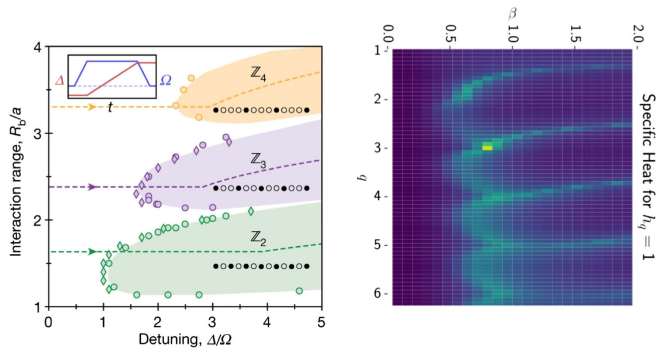 4
3
2
1
Interaction range, R_b/a
Δ
Ω
t
ℤ₄
ℤ₃
ℤ₂
0 1 2 3 4 5
Detuning, Δ/Ω
β
0.0 0.5 1.0 1.5 2.0
1
2
3
4
5
6
q
Specific Heat for h_q = 1